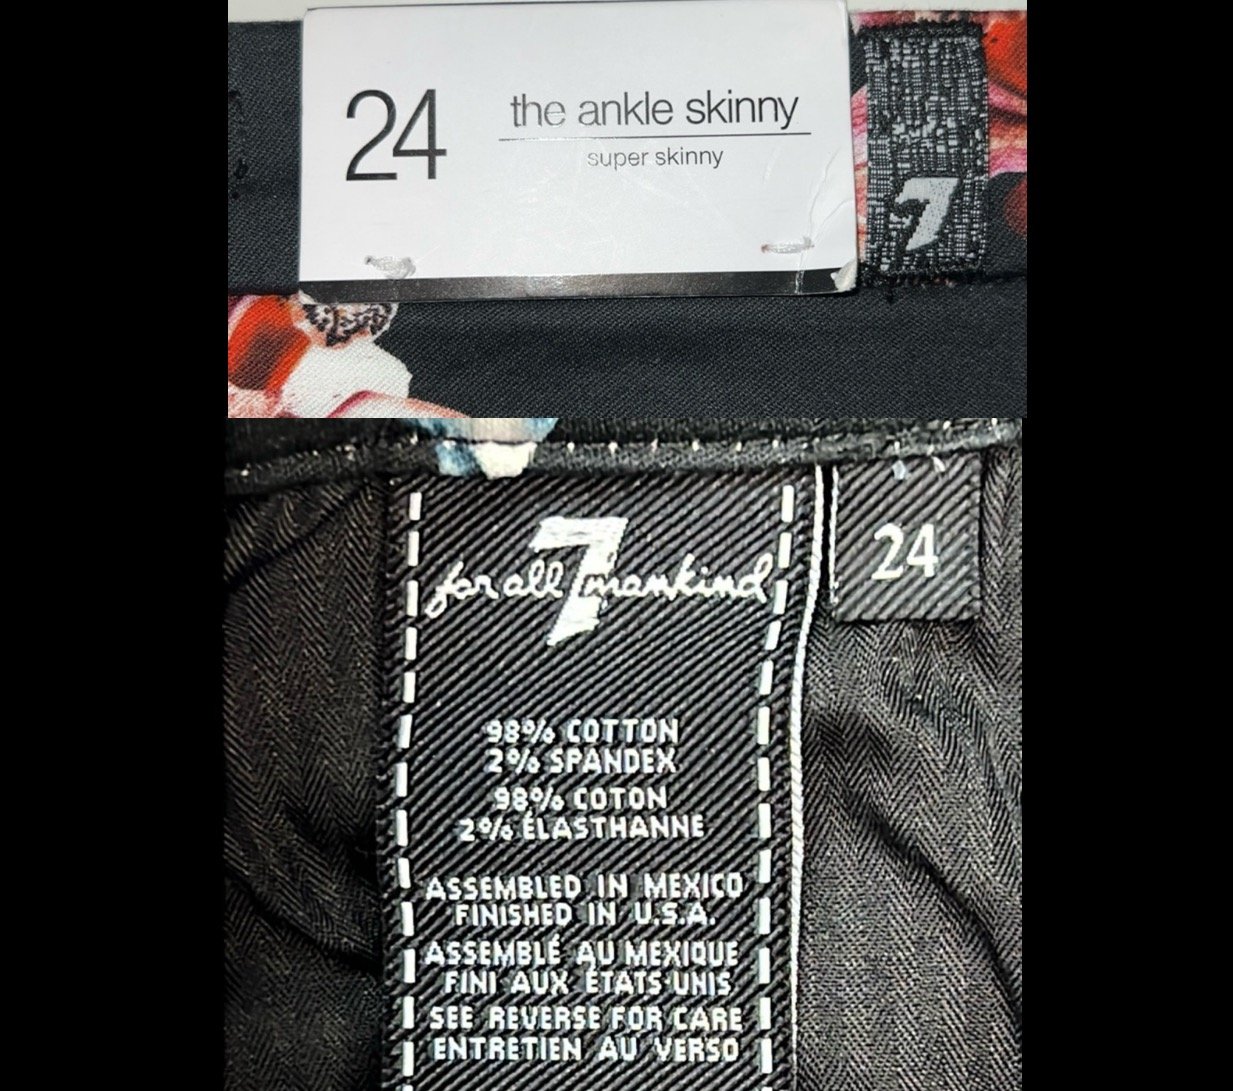 24
the ankle skinny
super skinny
7
7
for all mankind
24
98% COTTON
2% SPANDEX
98% COTON
2% ÉLASTHANNE
ASSEMBLED IN MEXICO
FINISHED IN U.S.A.
ASSEMBLÉ AU MEXIQUE
FINI AUX ÉTATS-UNIS
SEE REVERSE FOR CARE
ENTRETIEN AU VERSO